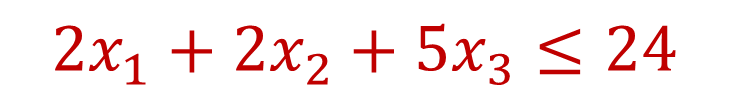 2x₁ + 2x₂ + 5x₃ ≤ 24